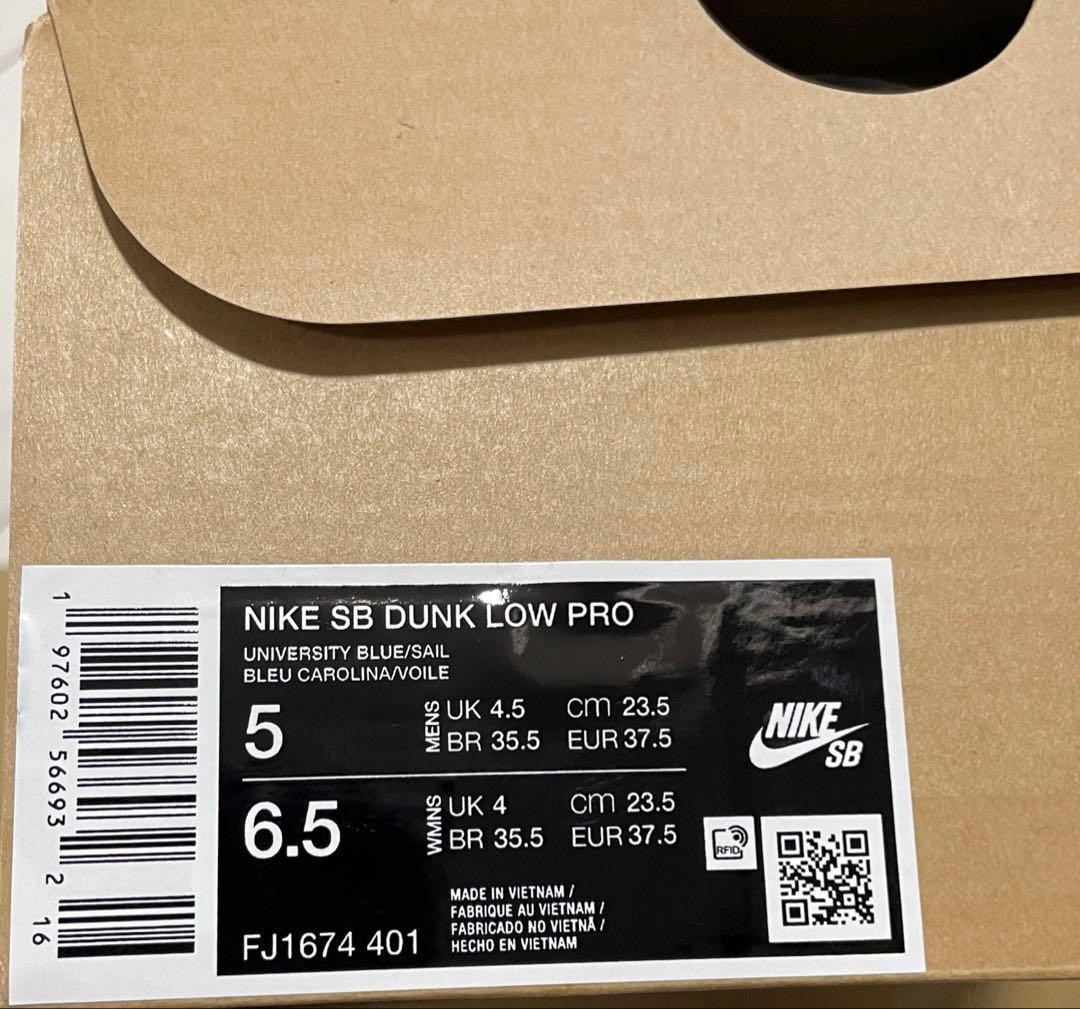 NIKE SB DUNK LOW PRO
UNIVERSITY BLUE/SAIL
BLEU CAROLINA/VOILE
5
MENS
UK 4.5 cm 23.5
BR 35.5 EUR 37.5
6.5
WMNS
UK 4 cm 23.5
BR 35.5 EUR 37.5
NIKE
SB
RFID
MADE IN VIETNAM /
FABRIQUE AU VIETNAM /
FABRICADO NO VIETNÃ /
HECHO EN VIETNAM
FJ1674 401
1 97602 56693 2 16